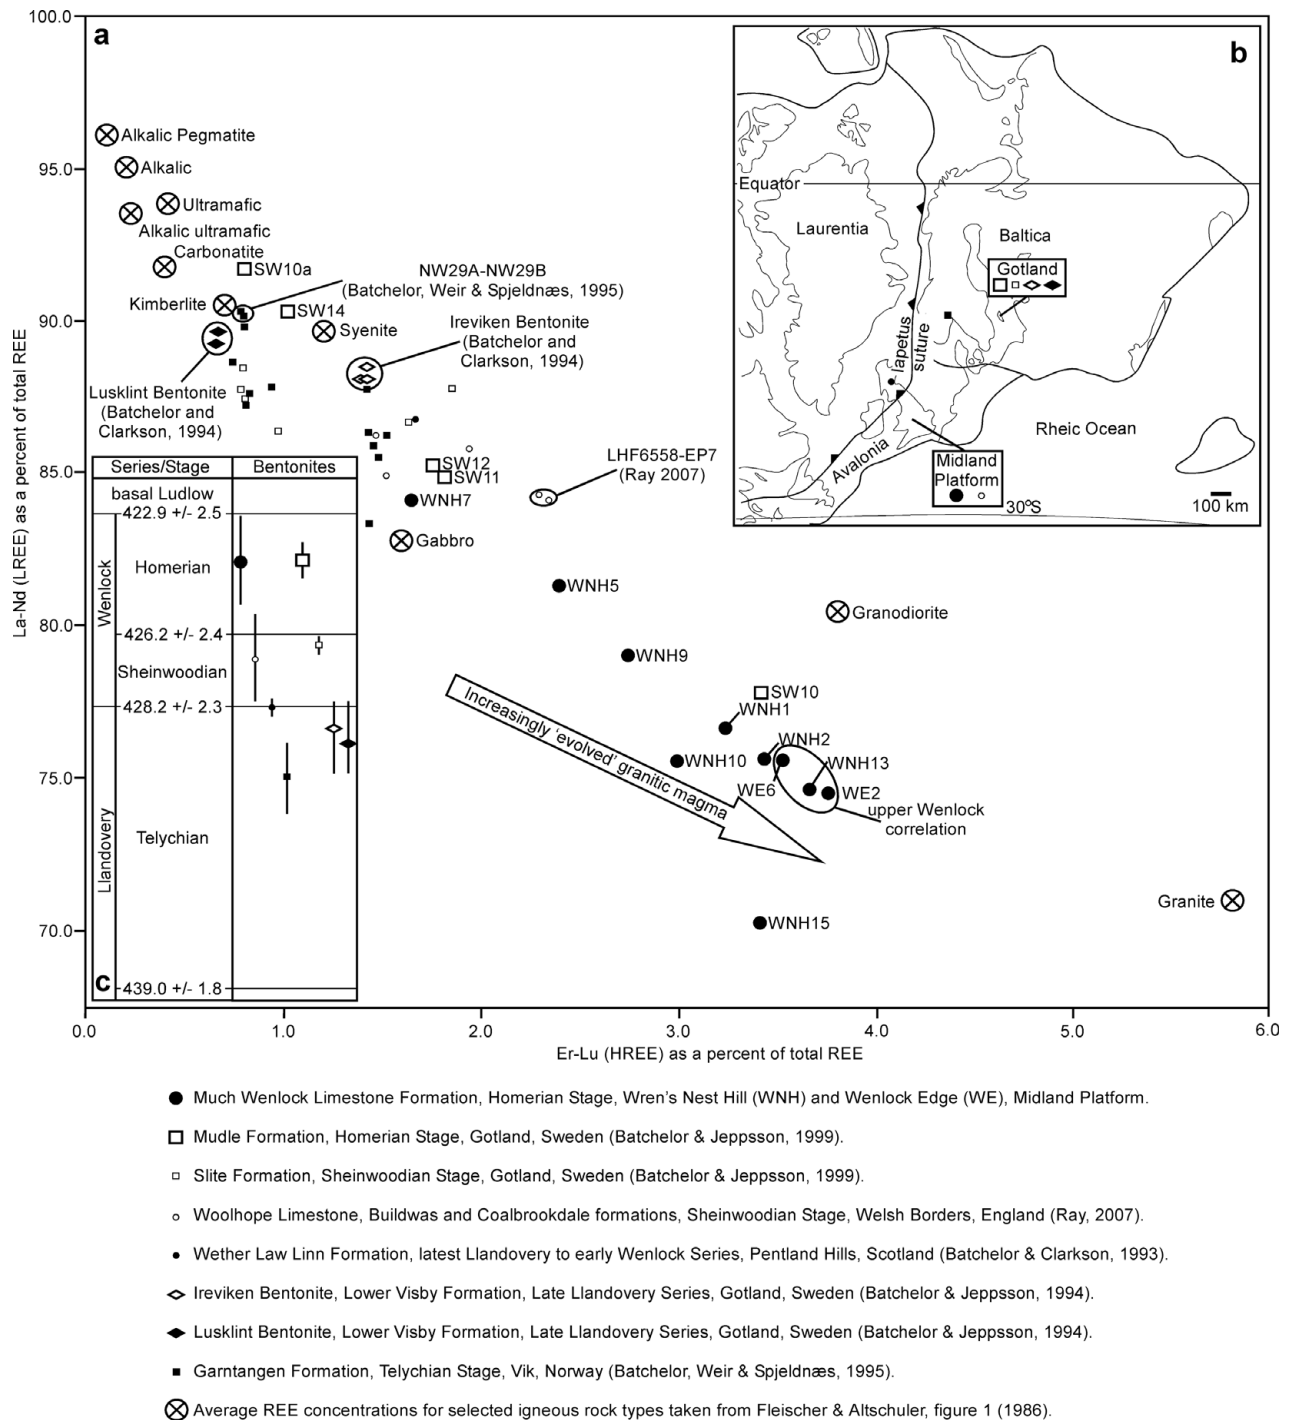 100.0
a
b
Alkalic Pegmatite
95.0
Alkalic
Equator
Ultramafic
Alkalic ultramafic
Laurentia
Baltica
Carbonatite
SW10a
NW29A-NW29B
(Batchelor, Weir & Spjeldnæs, 1995)
Gotland
Kimberlite
SW14
90.0
Syenite
Ireviken Bentonite
(Batchelor and
Clarkson, 1994)
Iapetus
suture
Lusklint Bentonite
(Batchelor and
Clarkson, 1994)
Rheic Ocean
Avalonia
Midland
Platform
30°S
100 km
LHF6558-EP7
(Ray 2007)
85.0
SW12
SW11
WNH7
Gabbro
Series/Stage
Bentonites
basal Ludlow
422.9 +/- 2.5
Wenlock
Homerian
426.2 +/- 2.4
Sheinwoodian
428.2 +/- 2.3
Llandovery
Telychian
c
439.0 +/- 1.8
WNH5
80.0
Granodiorite
WNH9
SW10
WNH1
WNH2
WNH10
75.0
WNH13
WE6
WE2
upper Wenlock
correlation
Increasingly 'evolved' granitic magma
Granite
70.0
WNH15
La-Nd (LREE) as a percent of total REE
0.0 1.0 2.0 3.0 4.0 5.0 6.0
Er-Lu (HREE) as a percent of total REE
Much Wenlock Limestone Formation, Homerian Stage, Wren's Nest Hill (WNH) and Wenlock Edge (WE), Midland Platform.
Mudle Formation, Homerian Stage, Gotland, Sweden (Batchelor & Jeppsson, 1999).
Slite Formation, Sheinwoodian Stage, Gotland, Sweden (Batchelor & Jeppsson, 1999).
Woolhope Limestone, Buildwas and Coalbrookdale formations, Sheinwoodian Stage, Welsh Borders, England (Ray, 2007).
Wether Law Linn Formation, latest Llandovery to early Wenlock Series, Pentland Hills, Scotland (Batchelor & Clarkson, 1993).
Ireviken Bentonite, Lower Visby Formation, Late Llandovery Series, Gotland, Sweden (Batchelor & Jeppsson, 1994).
Lusklint Bentonite, Lower Visby Formation, Late Llandovery Series, Gotland, Sweden (Batchelor & Jeppsson, 1994).
Garntangen Formation, Telychian Stage, Vik, Norway (Batchelor, Weir & Spjeldnæs, 1995).
Average REE concentrations for selected igneous rock types taken from Fleischer & Altschuler, figure 1 (1986).